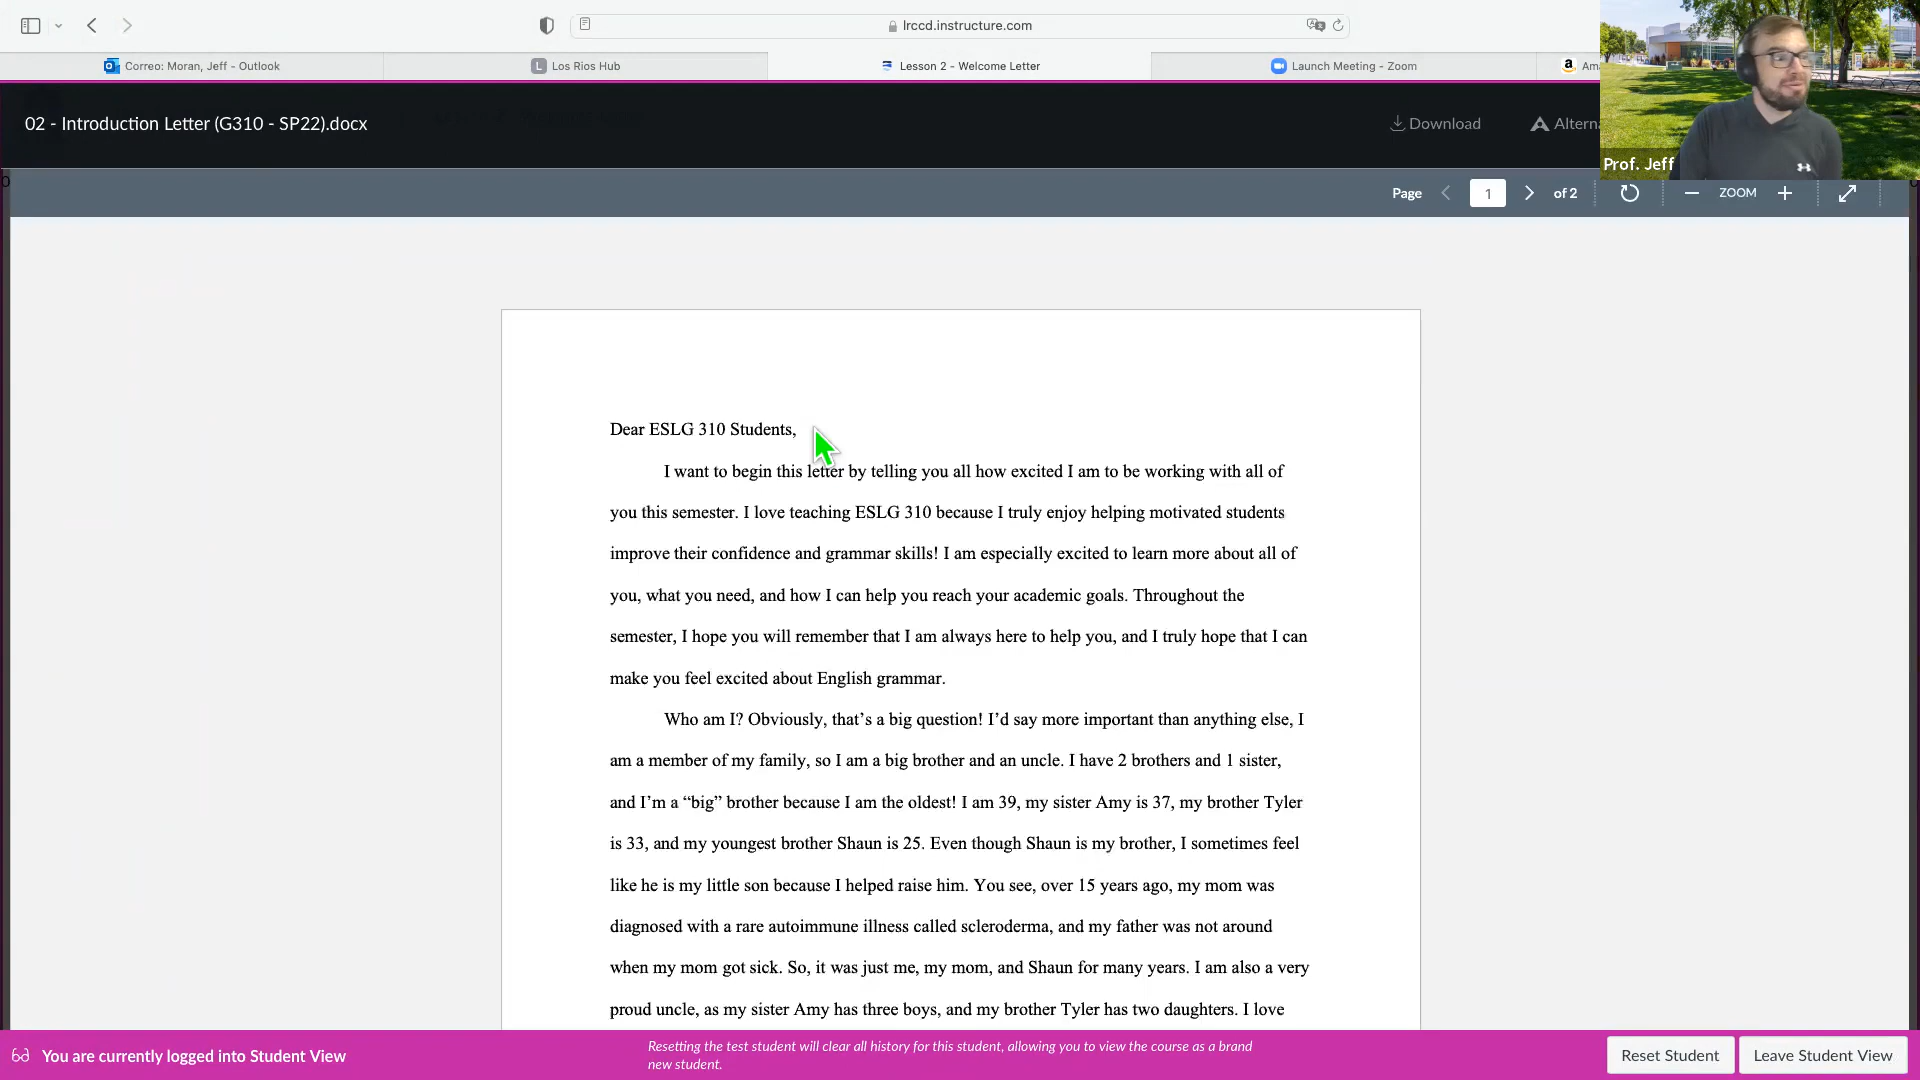 lrccd.instructure.com
Correo: Moran, Jeff - Outlook
Los Rios Hub
Lesson 2 - Welcome Letter
Launch Meeting - Zoom
02 - Introduction Letter (G310 - SP22).docx
Download
Prof. Jeff
Page
1
of 2
ZOOM
Dear ESLG 310 Students,
I want to begin this letter by telling you all how excited I am to be working with all of
you this semester. I love teaching ESLG 310 because I truly enjoy helping motivated students
improve their confidence and grammar skills! I am especially excited to learn more about all of
you, what you need, and how I can help you reach your academic goals. Throughout the
semester, I hope you will remember that I am always here to help you, and I truly hope that I can
make you feel excited about English grammar.
Who am I? Obviously, that’s a big question! I’d say more important than anything else, I
am a member of my family, so I am a big brother and an uncle. I have 2 brothers and 1 sister,
and I’m a “big” brother because I am the oldest! I am 39, my sister Amy is 37, my brother Tyler
is 33, and my youngest brother Shaun is 25. Even though Shaun is my brother, I sometimes feel
like he is my little son because I helped raise him. You see, over 15 years ago, my mom was
diagnosed with a rare autoimmune illness called scleroderma, and my father was not around
when my mom got sick. So, it was just me, my mom, and Shaun for many years. I am also a very
proud uncle, as my sister Amy has three boys, and my brother Tyler has two daughters. I love
You are currently logged into Student View
Resetting the test student will clear all history for this student, allowing you to view the course as a brand
new student.
Reset Student
Leave Student View